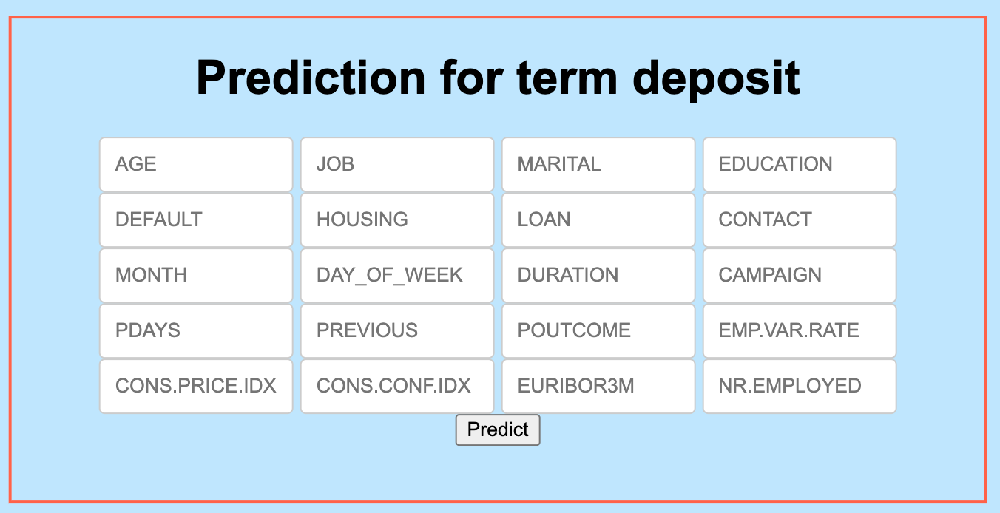 Prediction for term deposit
AGE JOB MARITAL EDUCATION
DEFAULT HOUSING LOAN CONTACT
MONTH DAY_OF_WEEK DURATION CAMPAIGN
PDAYS PREVIOUS POUTCOME EMP.VAR.RATE
CONS.PRICE.IDX CONS.CONF.IDX EURIBOR3M NR.EMPLOYED
Predict